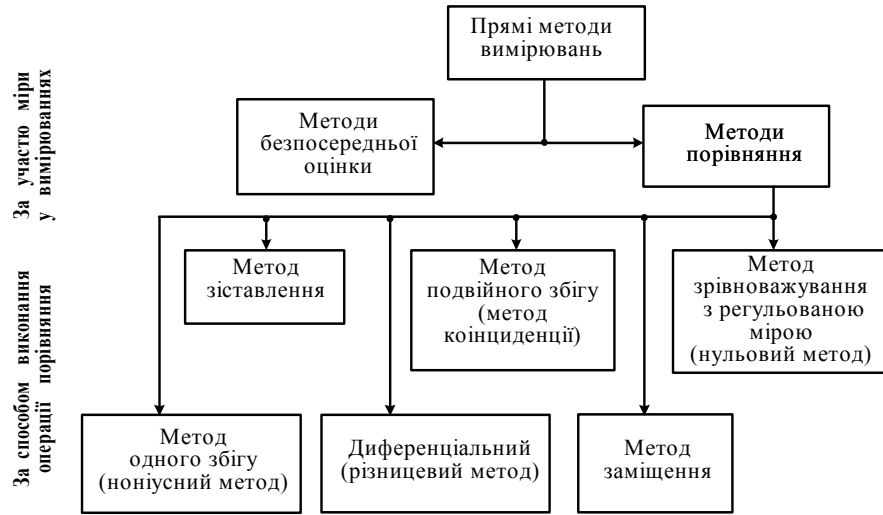 Прямі методи
вимірювань
Методи
безпосередньої
оцінки
Методи
порівняння
За участю міри
у вимірюваннях
Метод
зіставлення
Метод
подвійного збігу
(метод
коінциденції)
Метод
зрівноважування
з регульованою
мірою
(нульовий метод)
За способом виконання
операції порівняння
Метод
одного збігу
(ноніусний метод)
Диференціальний
(різницевий метод)
Метод
заміщення